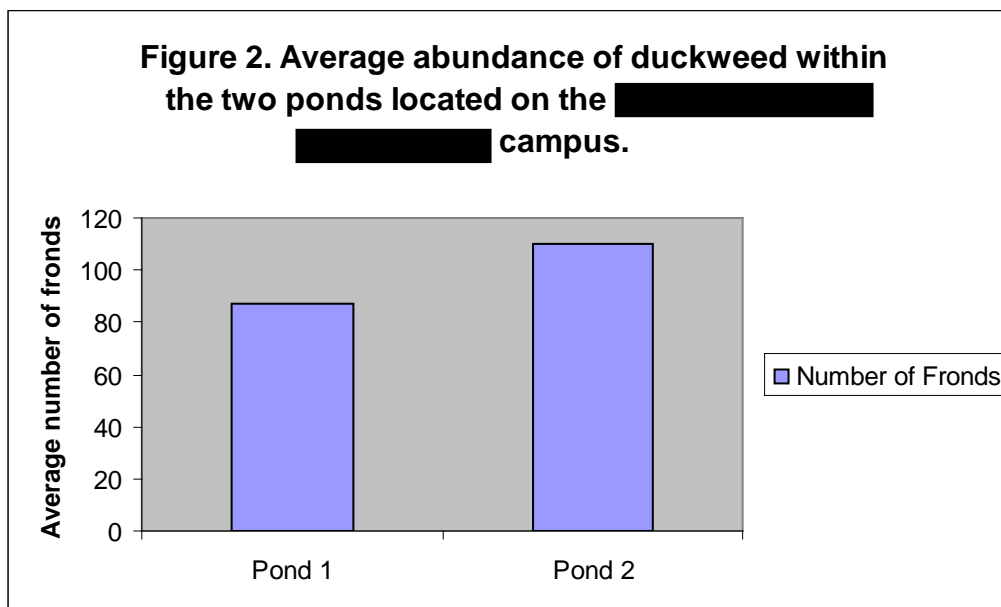 Figure 2. Average abundance of duckweed within
the two ponds located on the
campus.
120
100
80
60
40
20
0
Average number of fronds
Pond 1
Pond 2
Number of Fronds